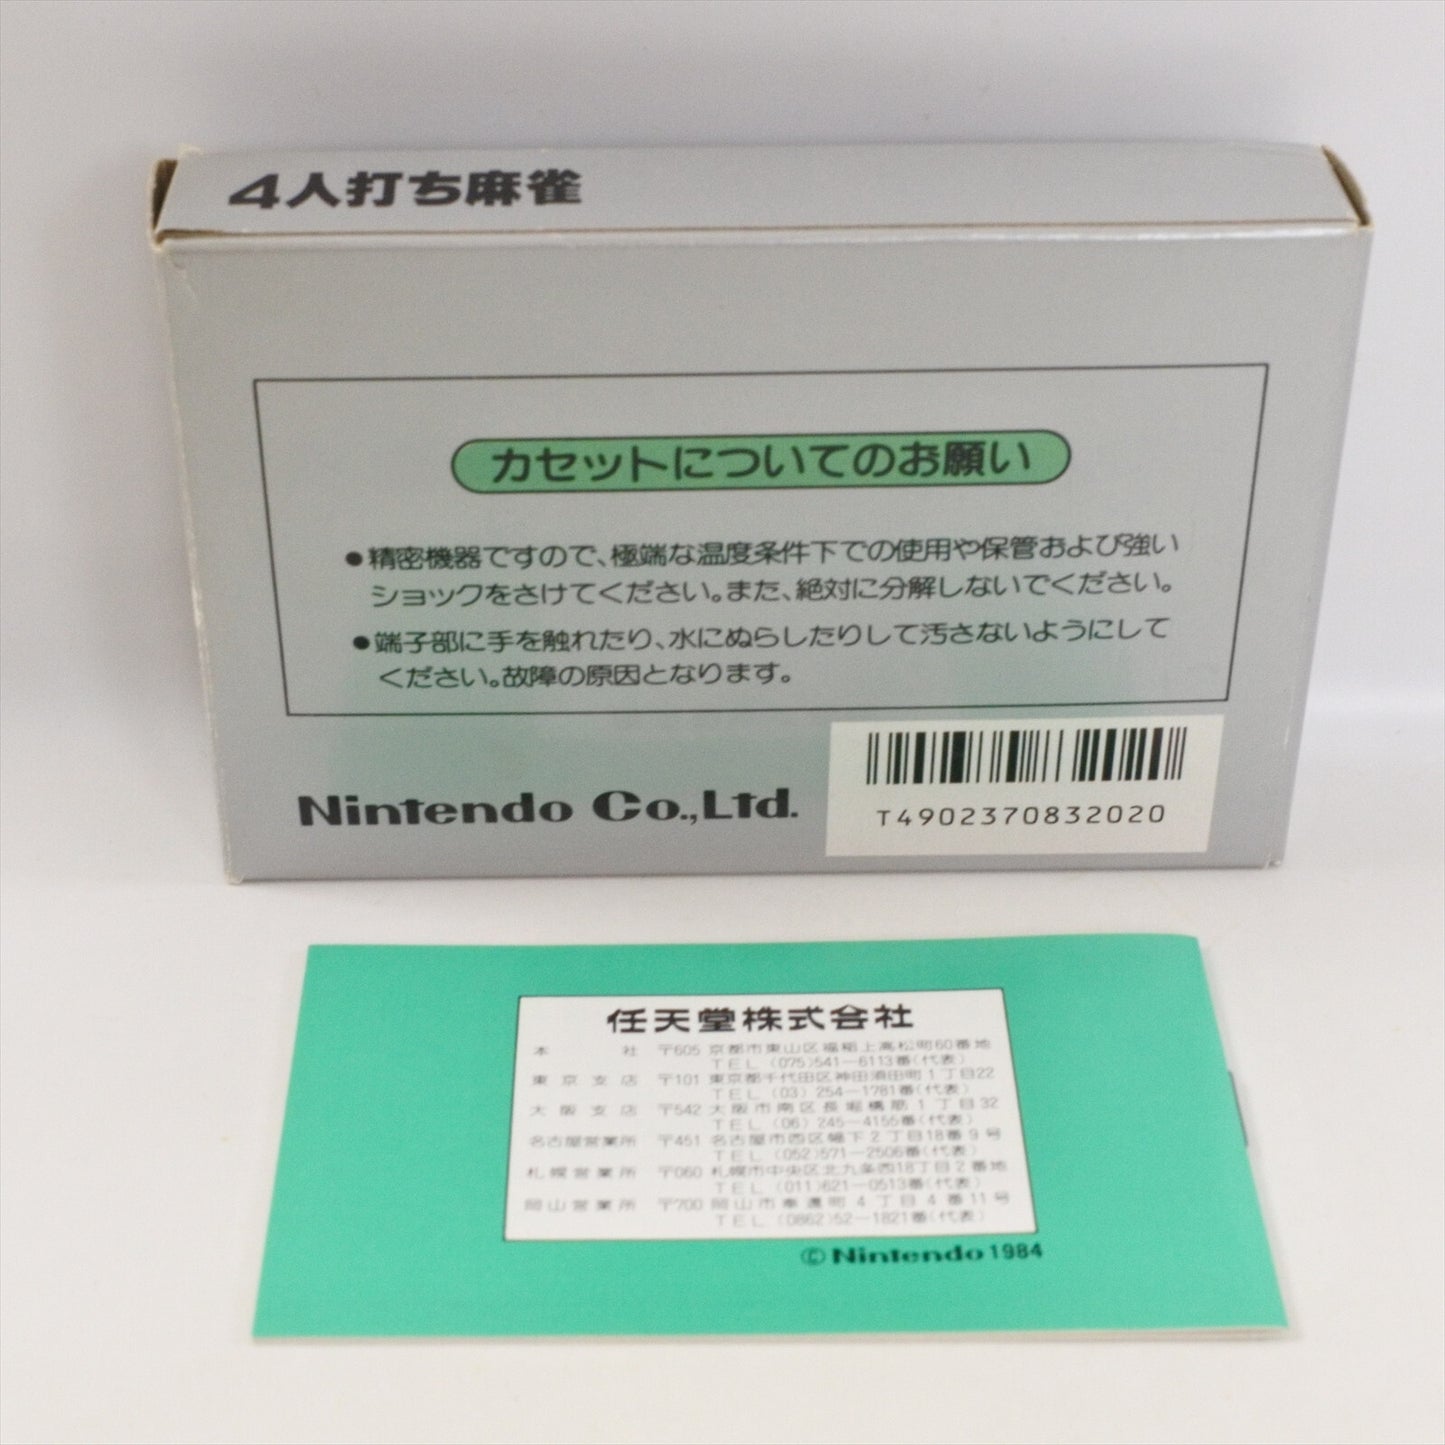 4人打ち麻雀
カセットについてのお願い
●精密機器ですので、極端な温度条件下での使用や保管および強い
ショックをさけてください。また、絶対に分解しないでください。
●端子部に手を触れたり、水にぬらしたりして汚さないようにして
ください。故障の原因となります。
Nintendo Co.,Ltd.
T4902370832020
任天堂株式会社
本社 〒605 京都市東山区福稲上高松町60番地
TEL (075)541-6113番(代表)
東京支店 〒101 東京都千代田区神田須田町1丁目22
TEL (03) 254-1781番(代表)
大阪支店 〒542 大阪市南区長堀橋筋1丁目32
TEL (06) 245-4155番(代表)
名古屋営業所 〒451 名古屋市西区幅下2丁目18番9号
TEL (052)571-2506番(代表)
札幌営業所 〒060 札幌市中央区北九条西18丁目2番地
TEL (011)621-0513番(代表)
岡山営業所 〒700 岡山市奉還町4丁目4番11号
TEL (0862)52-1821番(代表)
©Nintendo 1984